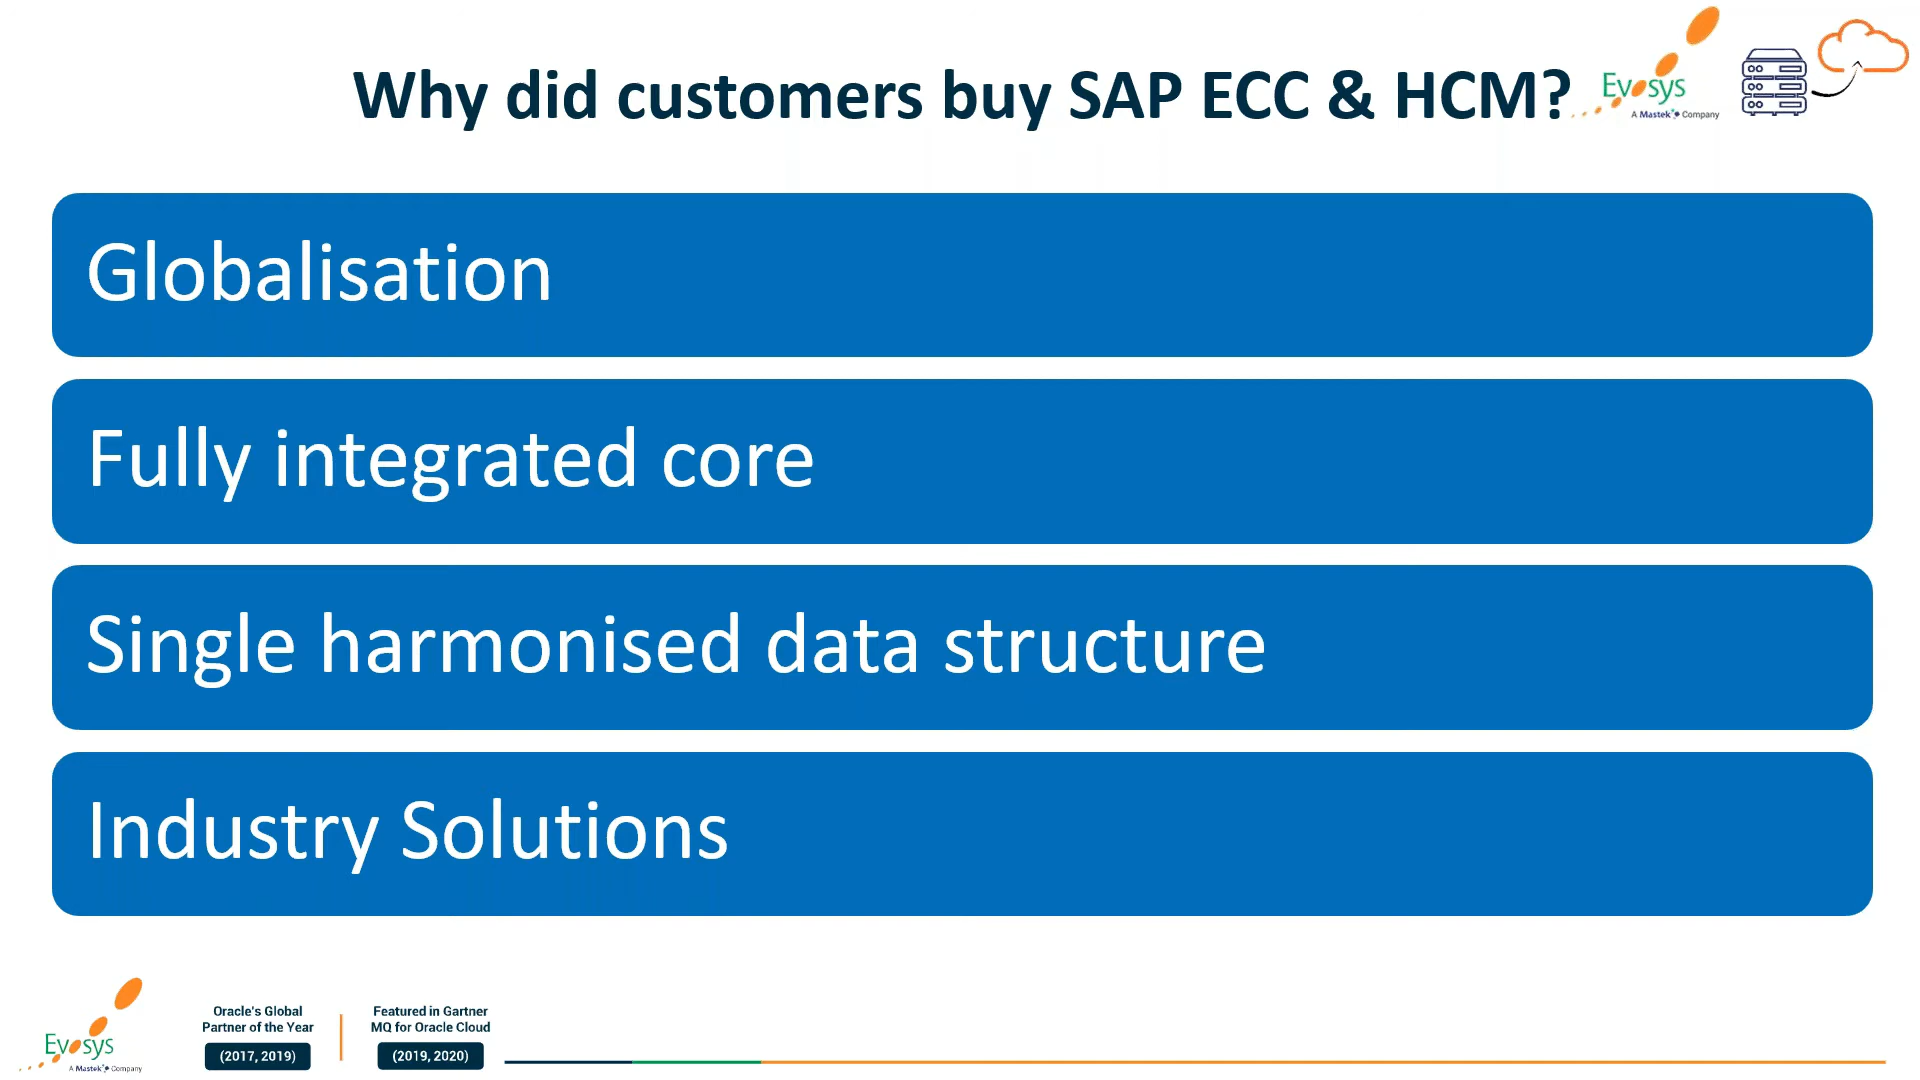 Why did customers buy SAP ECC & HCM?
Evosys
A Mastek Company
Globalisation
Fully integrated core
Single harmonised data structure
Industry Solutions
Evosys
A Mastek Company
Oracle's Global
Partner of the Year
(2017, 2019)
Featured in Gartner
MQ for Oracle Cloud
(2019, 2020)